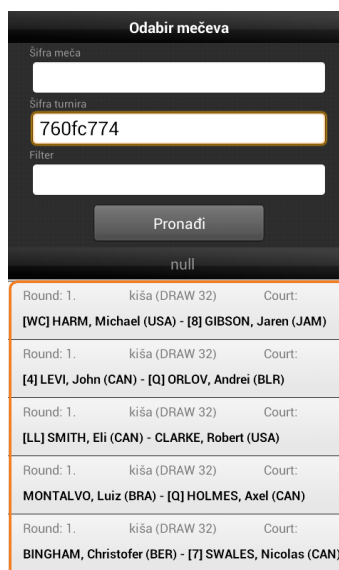 Odabir mečeva
Šifra meča
Šifra turnira
760fc774
Filter
Pronađi
null
Round: 1. kiša (DRAW 32) Court:
[WC] HARM, Michael (USA) - [8] GIBSON, Jaren (JAM)
Round: 1. kiša (DRAW 32) Court:
[4] LEVI, John (CAN) - [Q] ORLOV, Andrei (BLR)
Round: 1. kiša (DRAW 32) Court:
[LL] SMITH, Eli (CAN) - CLARKE, Robert (USA)
Round: 1. kiša (DRAW 32) Court:
MONTALVO, Luiz (BRA) - [Q] HOLMES, Axel (CAN)
Round: 1. kiša (DRAW 32) Court:
BINGHAM, Christofer (BER) - [7] SWALES, Nicolas (CAN)